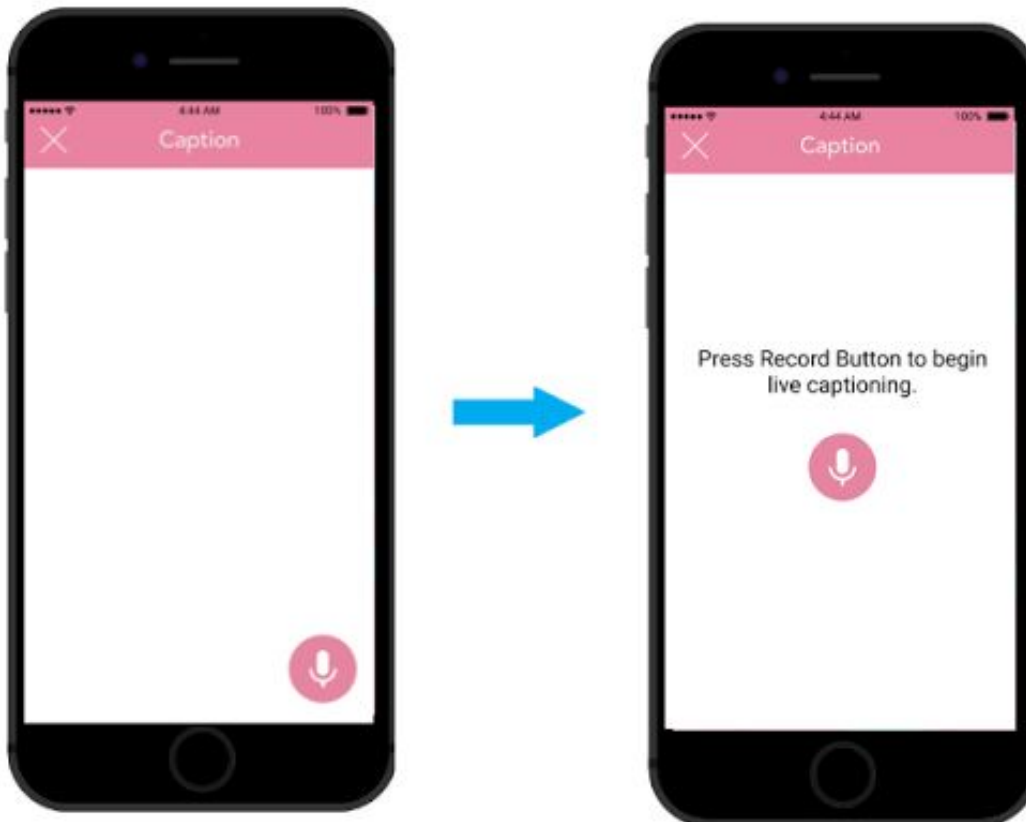 4:44 AM 100%
Caption
4:44 AM 100%
Caption
Press Record Button to begin
live captioning.